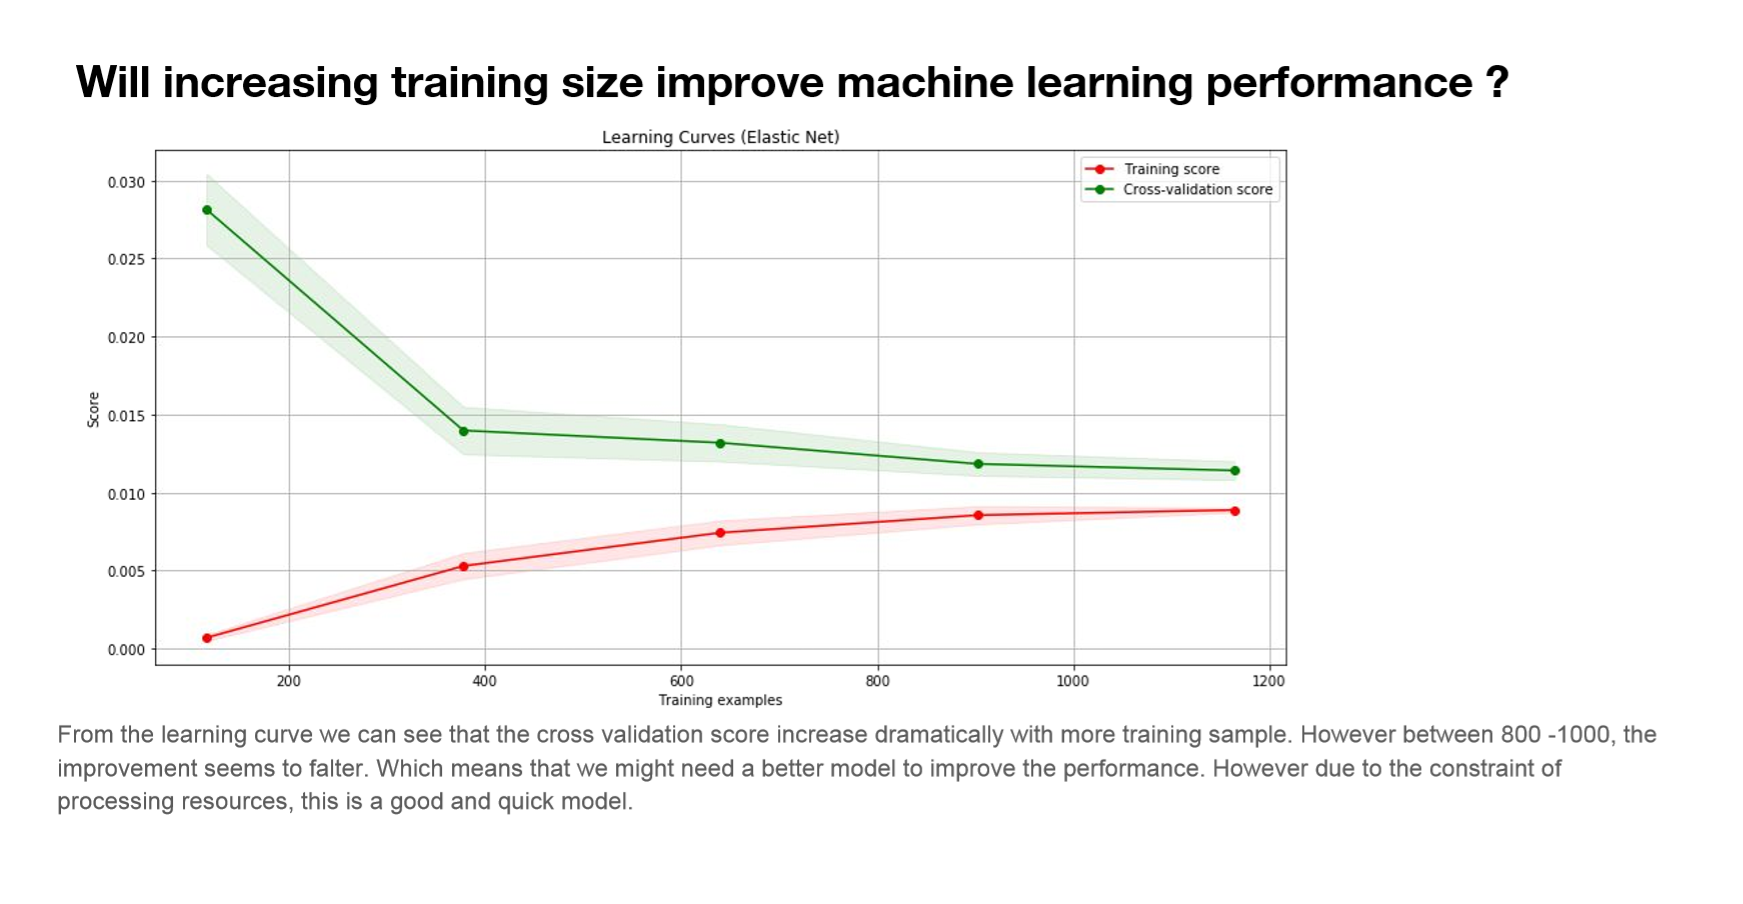 Will increasing training size improve machine learning performance ?
Learning Curves (Elastic Net)
Training score
Cross-validation score
0.030
0.025
0.020
0.015
0.010
0.005
0.000
Score
200 400 600 800 1000 1200
Training examples
From the learning curve we can see that the cross validation score increase dramatically with more training sample. However between 800 -1000, the
improvement seems to falter. Which means that we might need a better model to improve the performance. However due to the constraint of
processing resources, this is a good and quick model.